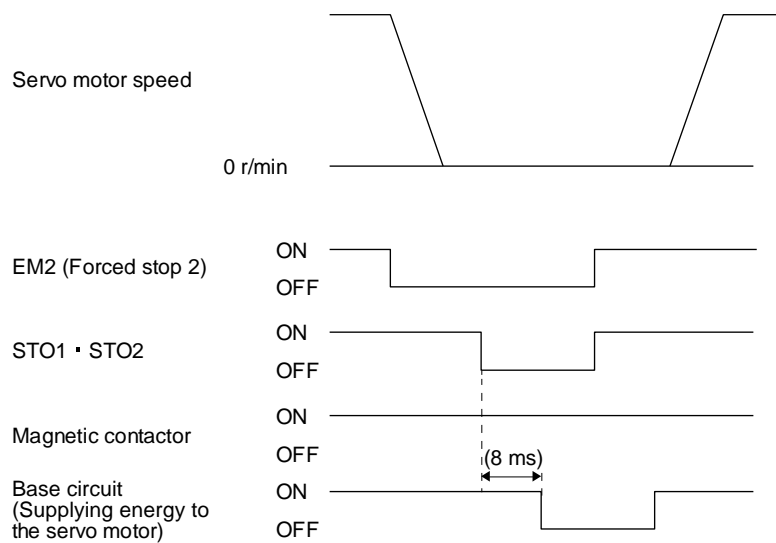 Servo motor speed
0 r/min
EM2 (Forced stop 2)
ON
OFF
STO1 · STO2
ON
OFF
Magnetic contactor
ON
OFF
(8 ms)
Base circuit
(Supplying energy to
the servo motor)
ON
OFF